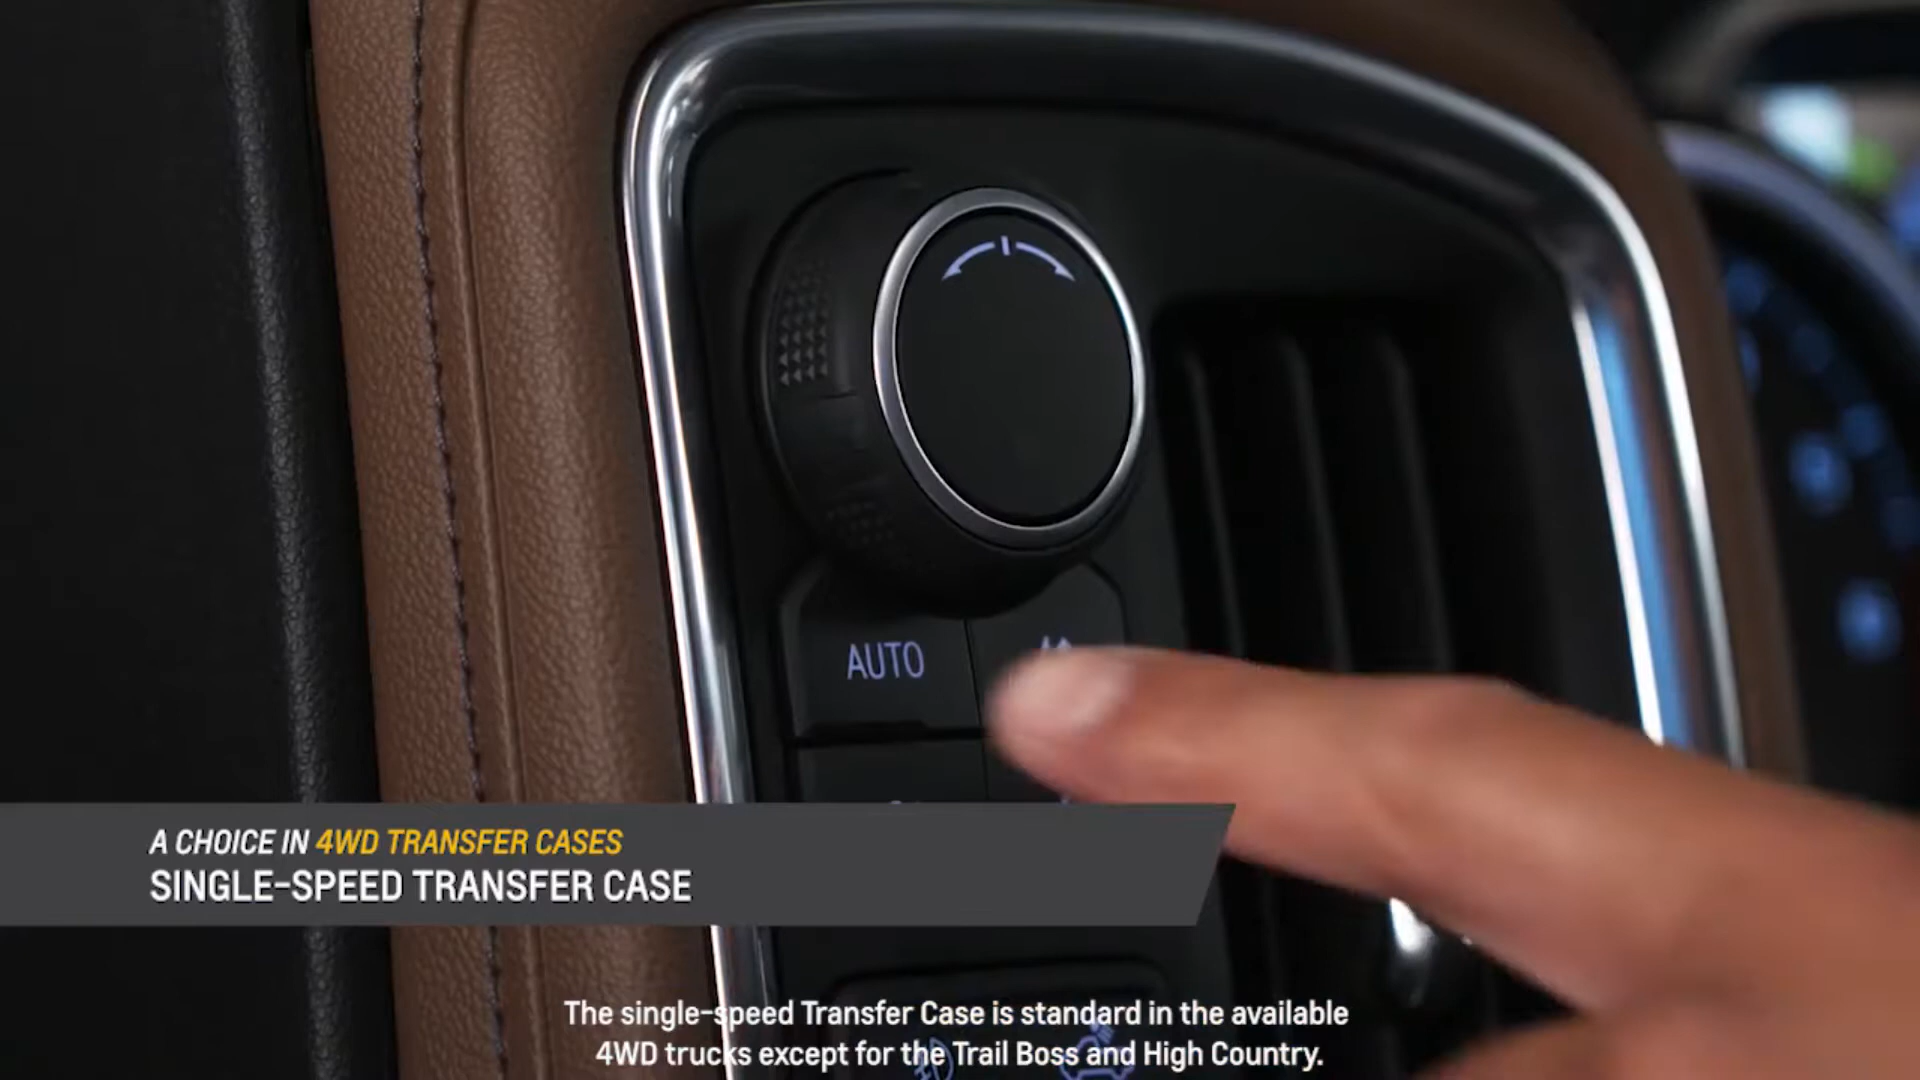 AUTO
A CHOICE IN 4WD TRANSFER CASES
SINGLE-SPEED TRANSFER CASE
The single-speed Transfer Case is standard in the available
4WD trucks except for the Trail Boss and High Country.